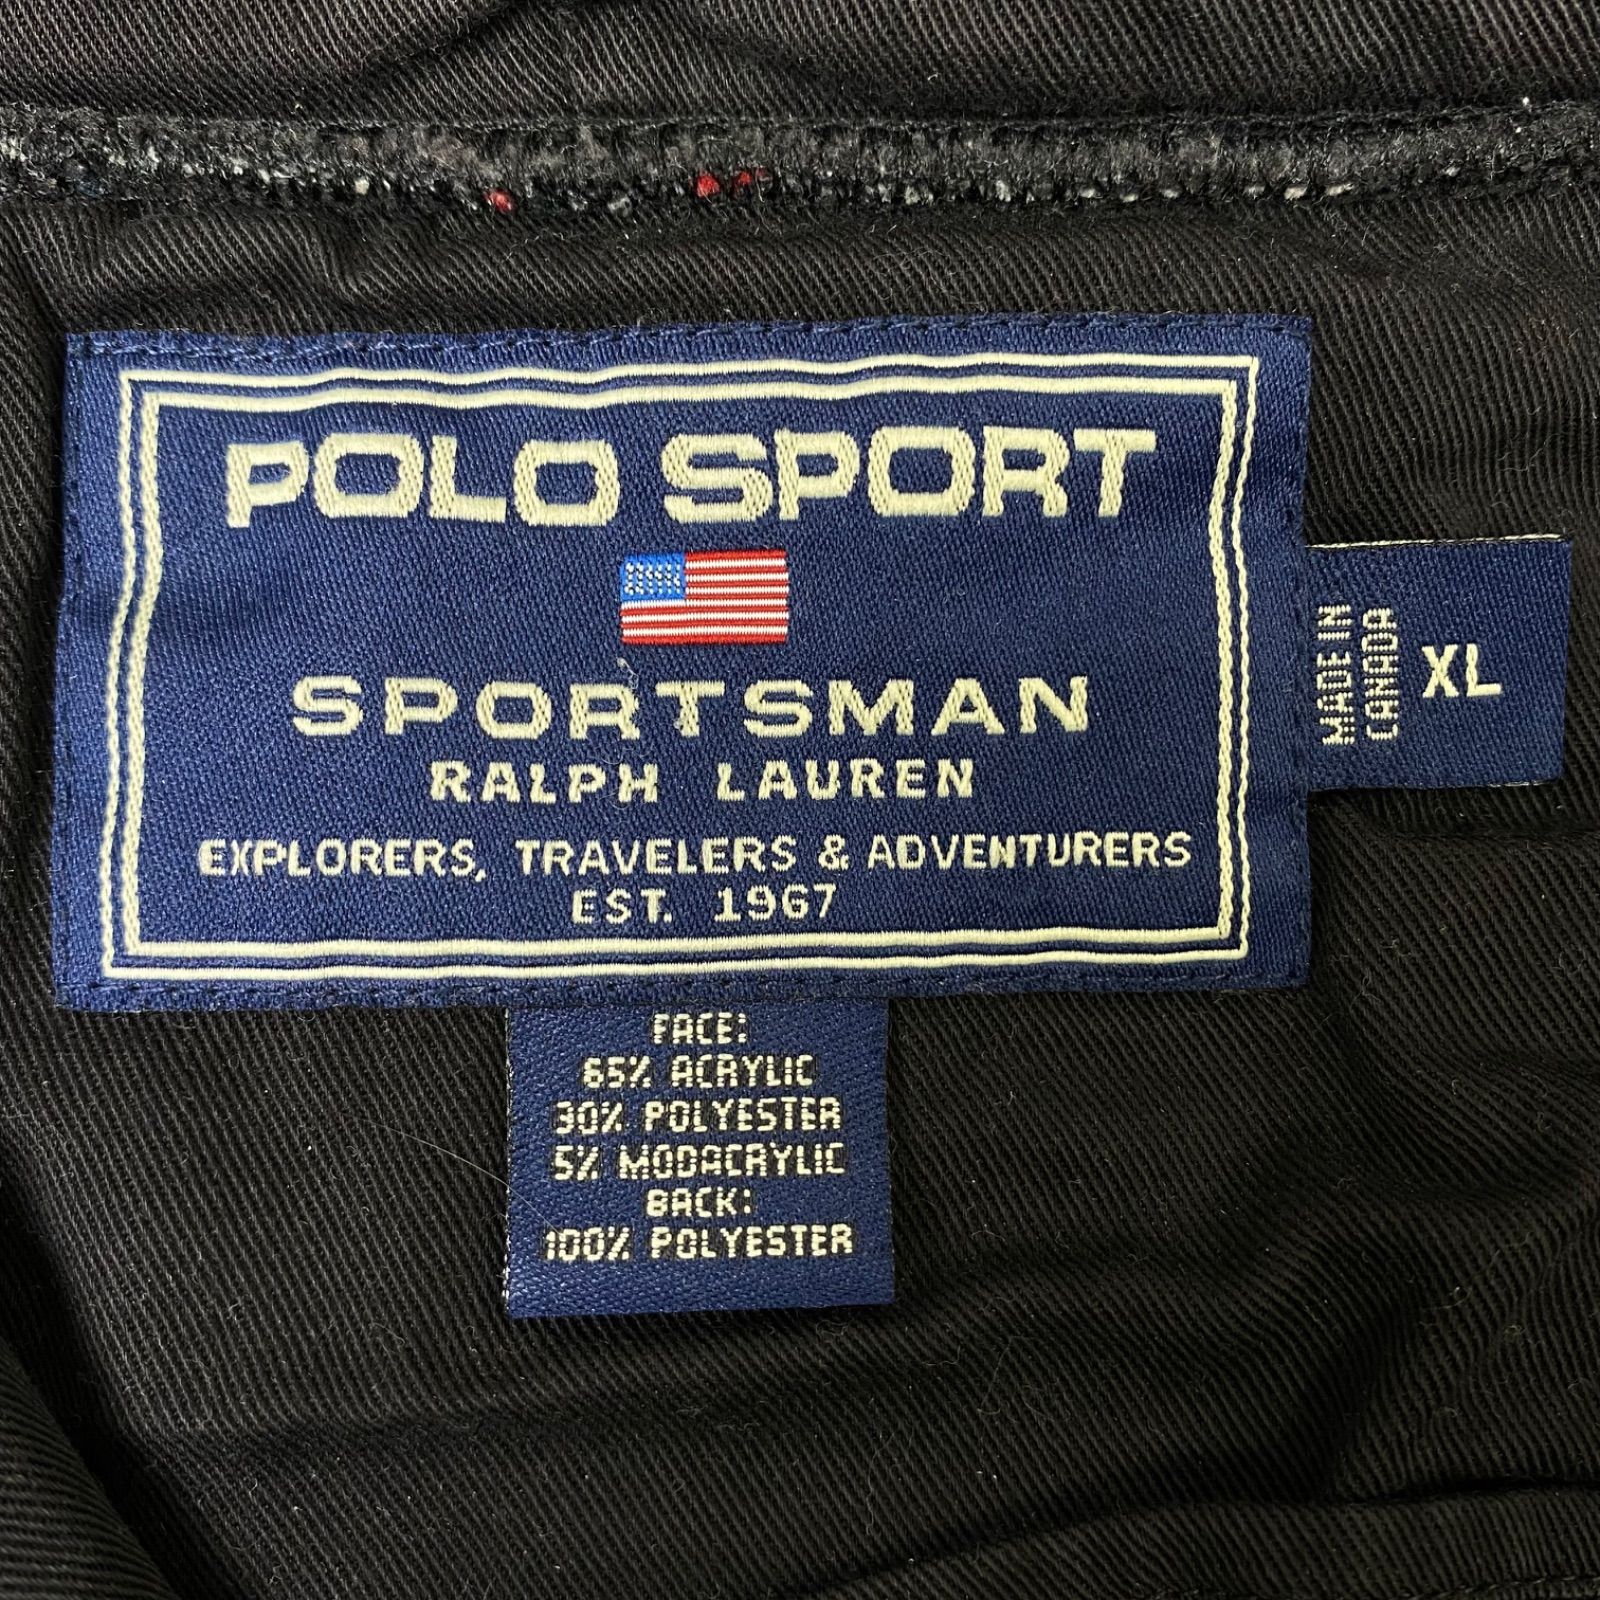 POLO SPORT
SPORTSMAN
RALPH LAUREN
EXPLORERS, TRAVELERS & ADVENTURERS
EST. 1967
MADE IN
CANADA
XL
FACE:
65% ACRYLIC
30% POLYESTER
5% MODACRYLIC
BACK:
100% POLYESTER